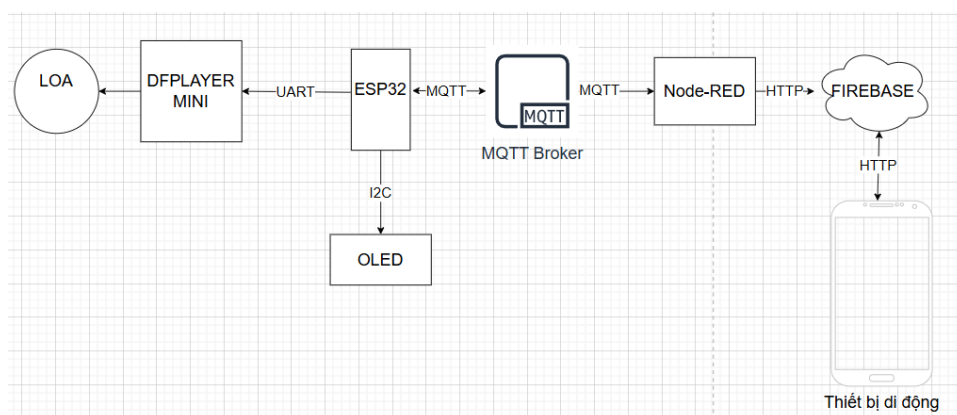 LOA
DFPLAYER
MINI
UART
ESP32
MQTT
MQTT
MQTT Broker
MQTT
Node-RED
HTTP
FIREBASE
HTTP
I2C
OLED
Thiết bị di động